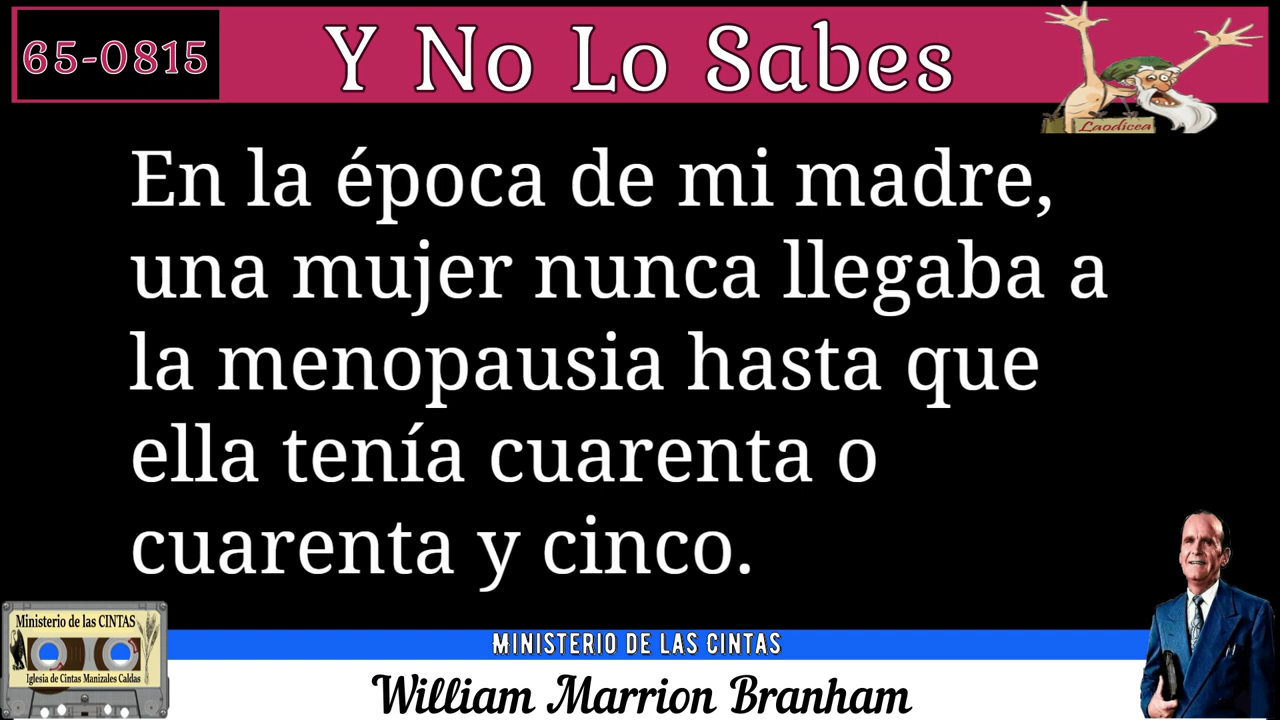 65-0815
Y No Lo Sabes
Laodicea
En la época de mi madre,
una mujer nunca llegaba a
la menopausia hasta que
ella tenía cuarenta o
cuarenta y cinco.
Ministerio de las CINTAS
Iglesia de Cintas Manizales Caldas
MINISTERIO DE LAS CINTAS
William Marrion Branham